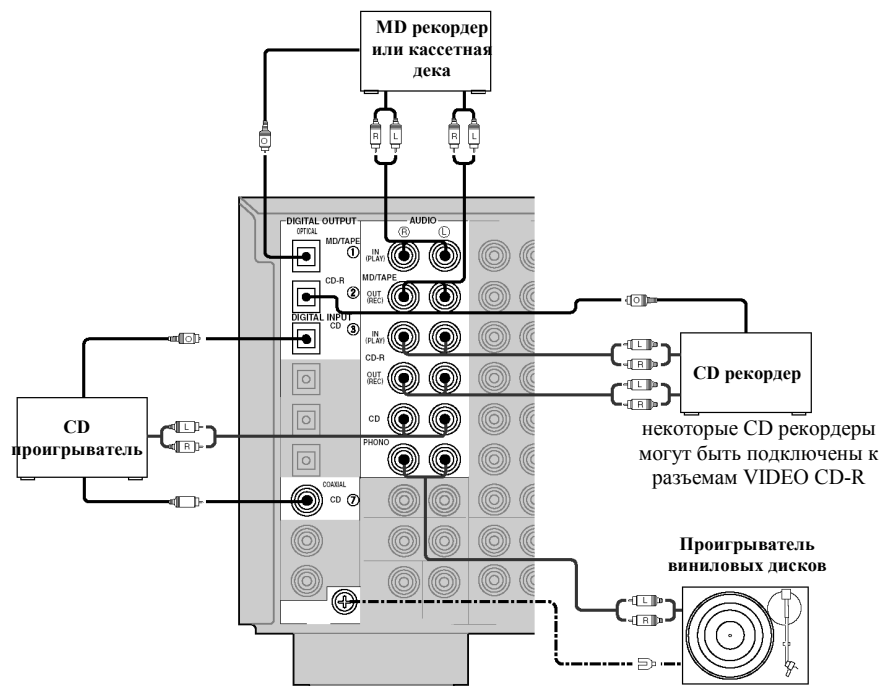 MD рекордер
или кассетная
дека
R L R L
O
DIGITAL OUTPUT
OPTICAL
MD/TAPE
①
CD-R
②
DIGITAL INPUT
CD ③
COAXIAL
CD ⑦
AUDIO
Ⓡ Ⓛ
IN
(PLAY)
MD/TAPE
OUT
(REC)
IN
(PLAY)
CD-R
OUT
(REC)
CD
PHONO
O
CD
проигрыватель
L
R
O
L
R
L
R
CD рекордер
некоторые CD рекордеры
могут быть подключены к
разъемам VIDEO CD-R
Проигрыватель
виниловых дисков
L
R